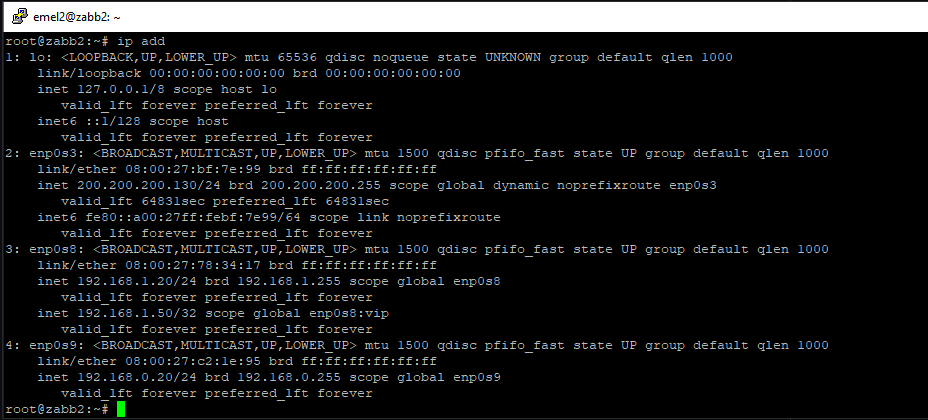 emel2@zabb2: ~
root@zabb2:~# ip add
1: lo: <LOOPBACK,UP,LOWER_UP> mtu 65536 qdisc noqueue state UNKNOWN group default qlen 1000
    link/loopback 00:00:00:00:00:00 brd 00:00:00:00:00:00
    inet 127.0.0.1/8 scope host lo
       valid_lft forever preferred_lft forever
    inet6 ::1/128 scope host
       valid_lft forever preferred_lft forever
2: enp0s3: <BROADCAST,MULTICAST,UP,LOWER_UP> mtu 1500 qdisc pfifo_fast state UP group default qlen 1000
    link/ether 08:00:27:bf:7e:99 brd ff:ff:ff:ff:ff:ff
    inet 200.200.200.130/24 brd 200.200.200.255 scope global dynamic noprefixroute enp0s3
       valid_lft 64831sec preferred_lft 64831sec
    inet6 fe80::a00:27ff:febf:7e99/64 scope link noprefixroute
       valid_lft forever preferred_lft forever
3: enp0s8: <BROADCAST,MULTICAST,UP,LOWER_UP> mtu 1500 qdisc pfifo_fast state UP group default qlen 1000
    link/ether 08:00:27:78:34:17 brd ff:ff:ff:ff:ff:ff
    inet 192.168.1.20/24 brd 192.168.1.255 scope global enp0s8
       valid_lft forever preferred_lft forever
    inet 192.168.1.50/32 scope global enp0s8:vip
       valid_lft forever preferred_lft forever
4: enp0s9: <BROADCAST,MULTICAST,UP,LOWER_UP> mtu 1500 qdisc pfifo_fast state UP group default qlen 1000
    link/ether 08:00:27:c2:1e:95 brd ff:ff:ff:ff:ff:ff
    inet 192.168.0.20/24 brd 192.168.0.255 scope global enp0s9
       valid_lft forever preferred_lft forever
root@zabb2:~#